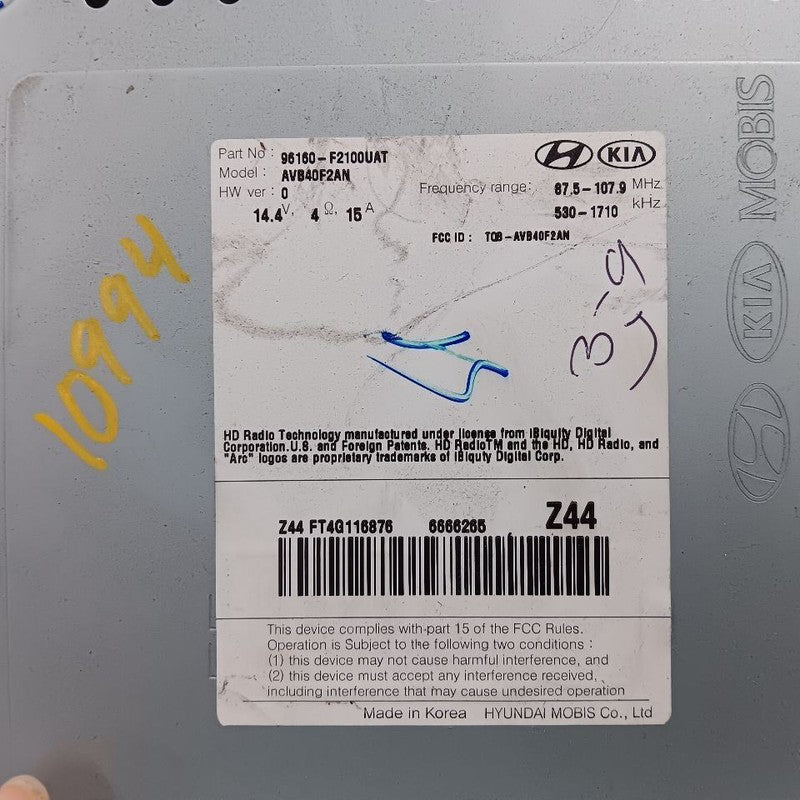 Part No : 96160-F2100UAT
Model : AVB40F2AN
HW ver : 0
14.4V, 4 Ω, 15 A
KIA
Frequency range: 87.5-107.9 MHz
530-1710 kHz
FCC ID : TQ8-AVB40F2AN
10994
3-9
HD Radio Technology manufactured under license from iBiquity Digital
Corporation.U.S. and Foreign Patents. HD RadioTM and the HD, HD Radio, and
"Arc" logos are proprietary trademarks of iBiquty Digital Corp.
Z44 FT4G116876 6666265 Z44
This device complies with part 15 of the FCC Rules.
Operation is Subject to the following two conditions :
(1) this device may not cause harmful interference, and
(2) this device must accept any interference received,
including interference that may cause undesired operation
Made in Korea HYUNDAI MOBIS Co., Ltd
KIA MOBIS